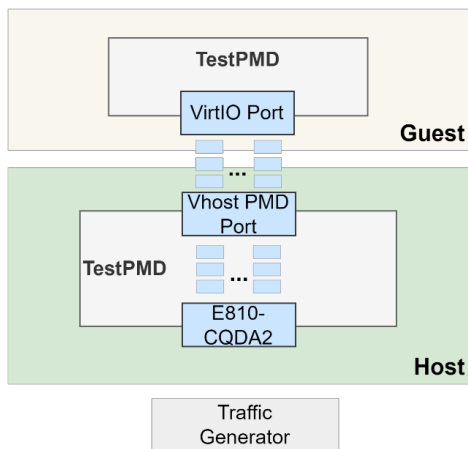 TestPMD
VirtIO Port
Guest
...
Vhost PMD
Port
TestPMD
...
E810-
CQDA2
Host
Traffic
Generator